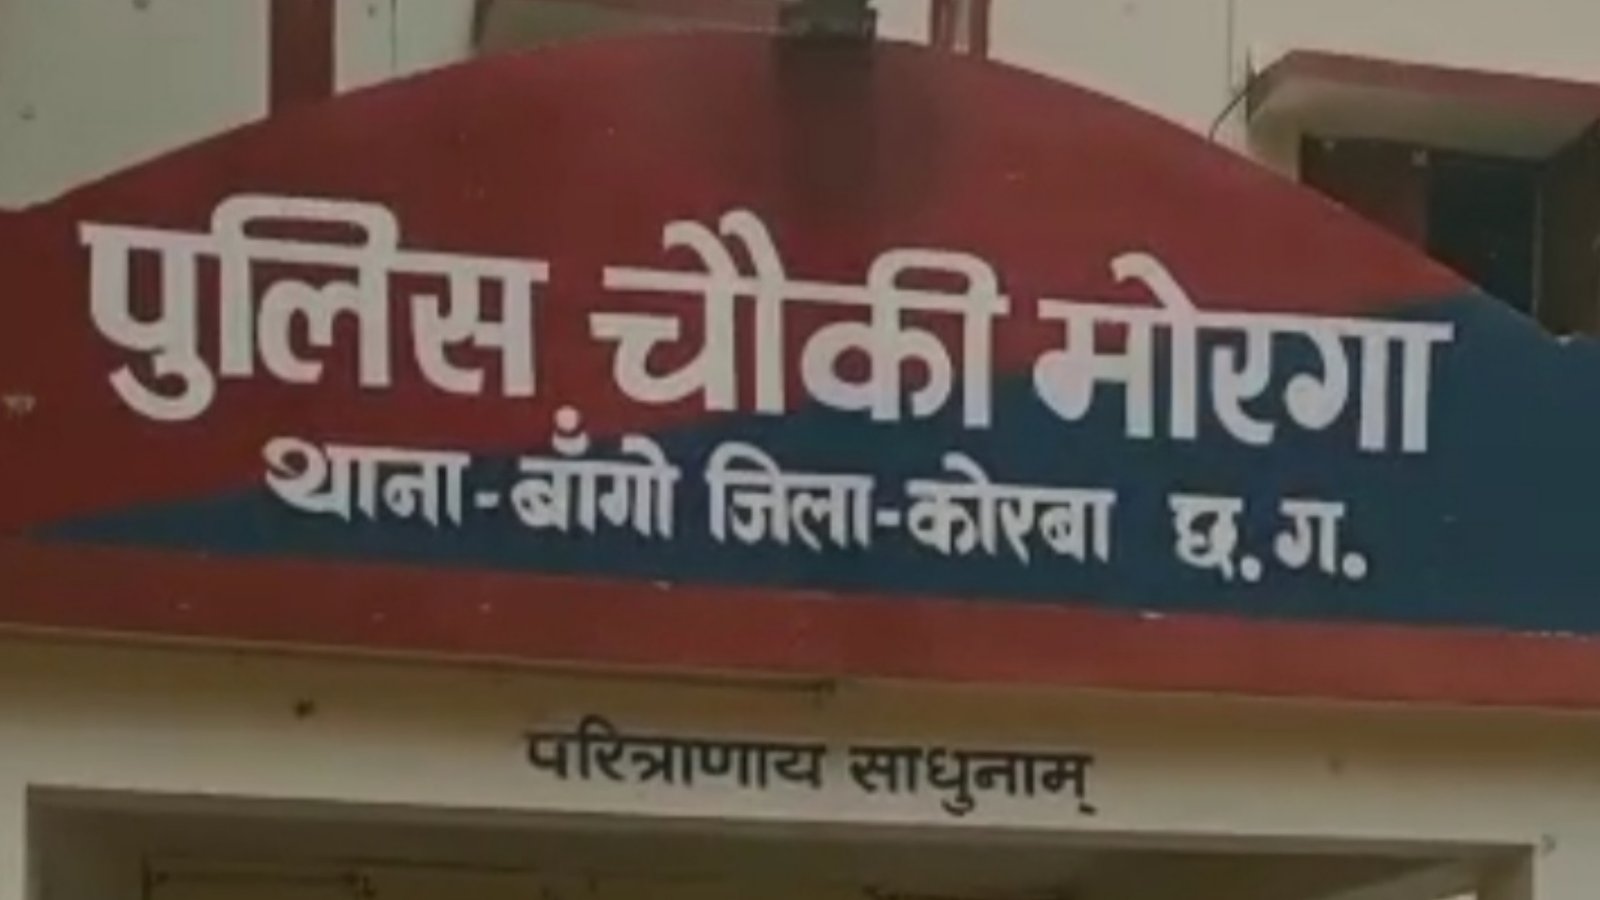 पुलिस चौकी मोरगा
थाना-बांगो जिला-कोरबा छ.ग.
परित्राणाय साधुनाम्